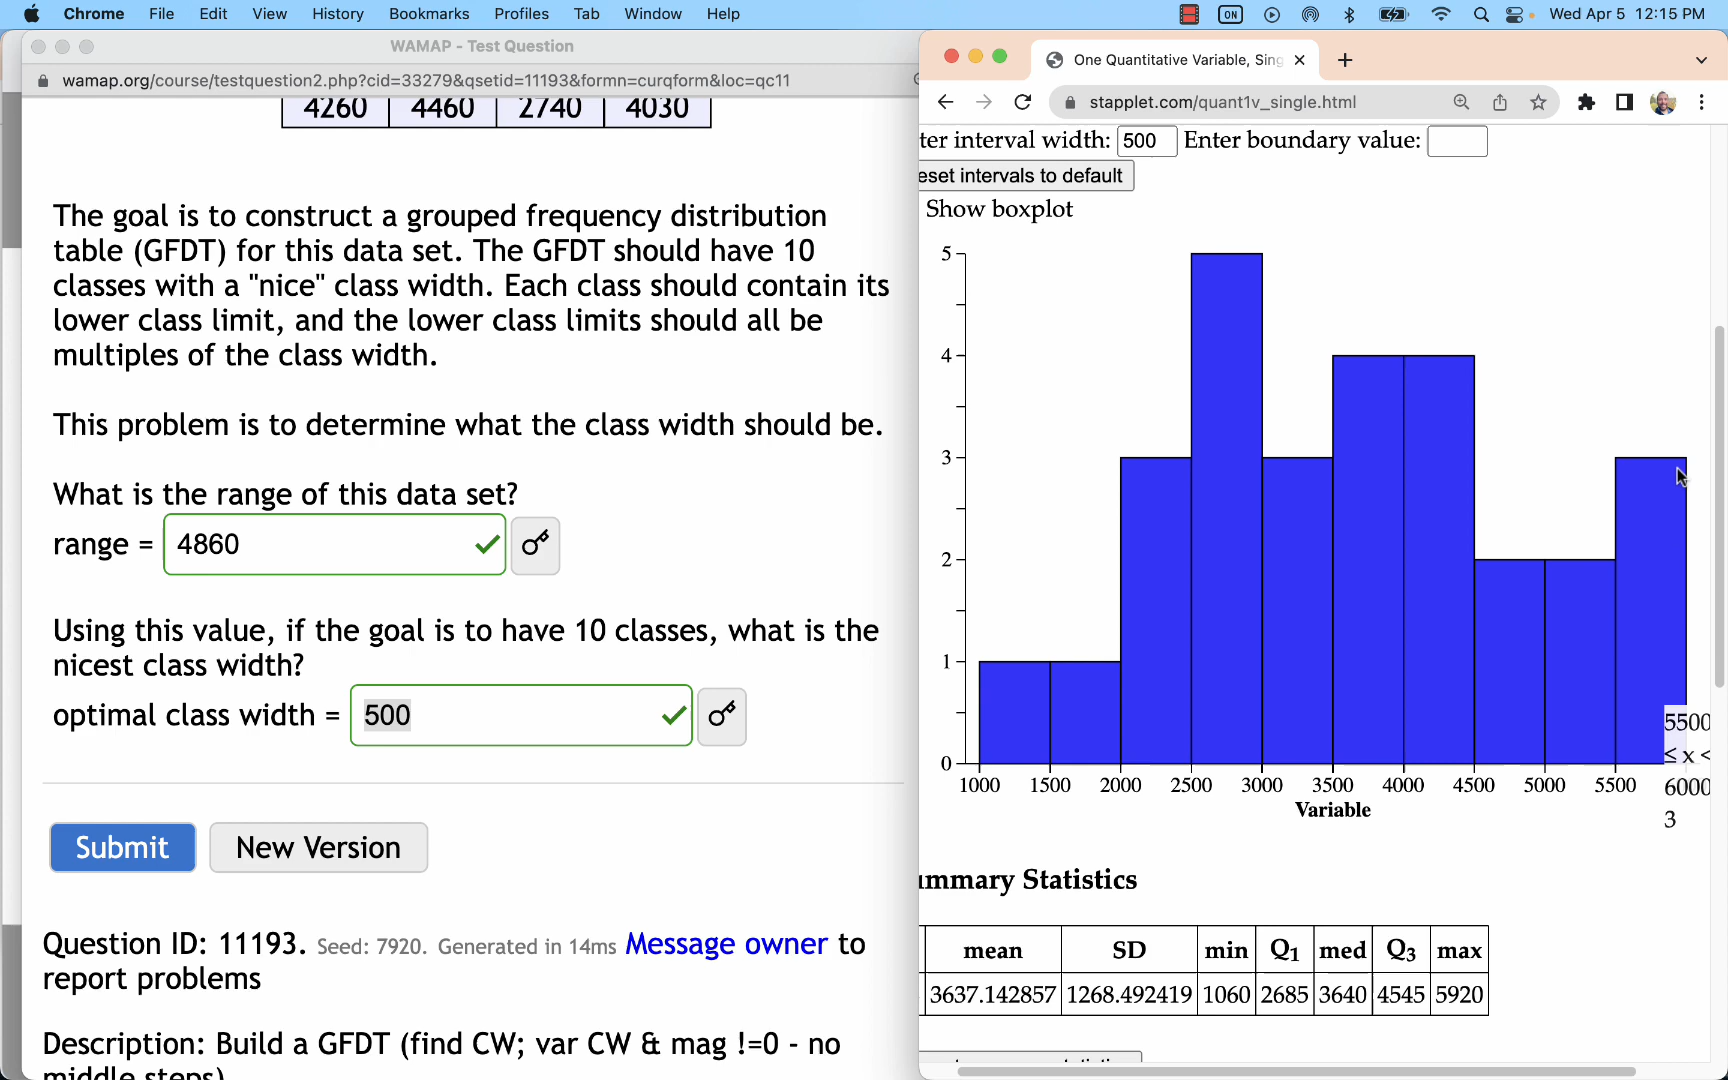 Chrome File Edit View History Bookmarks Profiles Tab Window Help ON Wed Apr 5 12:15 PM
WAMAP - Test Question
wamap.org/course/testquestion2.php?cid=33279&qsetid=11193&formn=curqform&loc=qc11
4260 4460 2740 4030
The goal is to construct a grouped frequency distribution
table (GFDT) for this data set. The GFDT should have 10
classes with a "nice" class width. Each class should contain its
lower class limit, and the lower class limits should all be
multiples of the class width.
This problem is to determine what the class width should be.
What is the range of this data set?
range = 4860
Using this value, if the goal is to have 10 classes, what is the
nicest class width?
optimal class width = 500
Submit New Version
Question ID: 11193. Seed: 7920. Generated in 14ms Message owner to
report problems
Description: Build a GFDT (find CW; var CW & mag !=0 - no
middle steps)
One Quantitative Variable, Sing
stapplet.com/quant1v_single.html
ter interval width: 500 Enter boundary value:
eset intervals to default
Show boxplot
5
4
3
2
1
0
1000 1500 2000 2500 3000 3500 4000 4500 5000 5500
Variable
5500
≤ x <
6000
3
mmary Statistics
mean SD min Q1 med Q3 max
3637.142857 1268.492419 1060 2685 3640 4545 5920